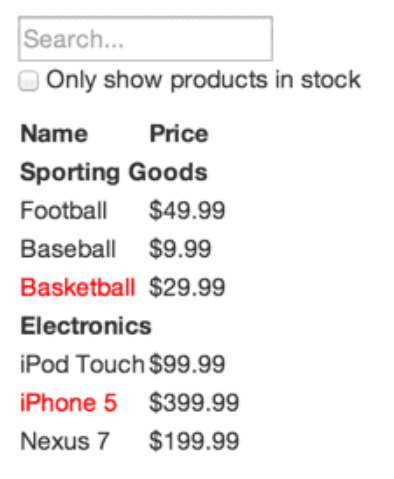 Search...
Only show products in stock
Name Price
Sporting Goods
Football $49.99
Baseball $9.99
Basketball $29.99
Electronics
iPod Touch $99.99
iPhone 5 $399.99
Nexus 7 $199.99